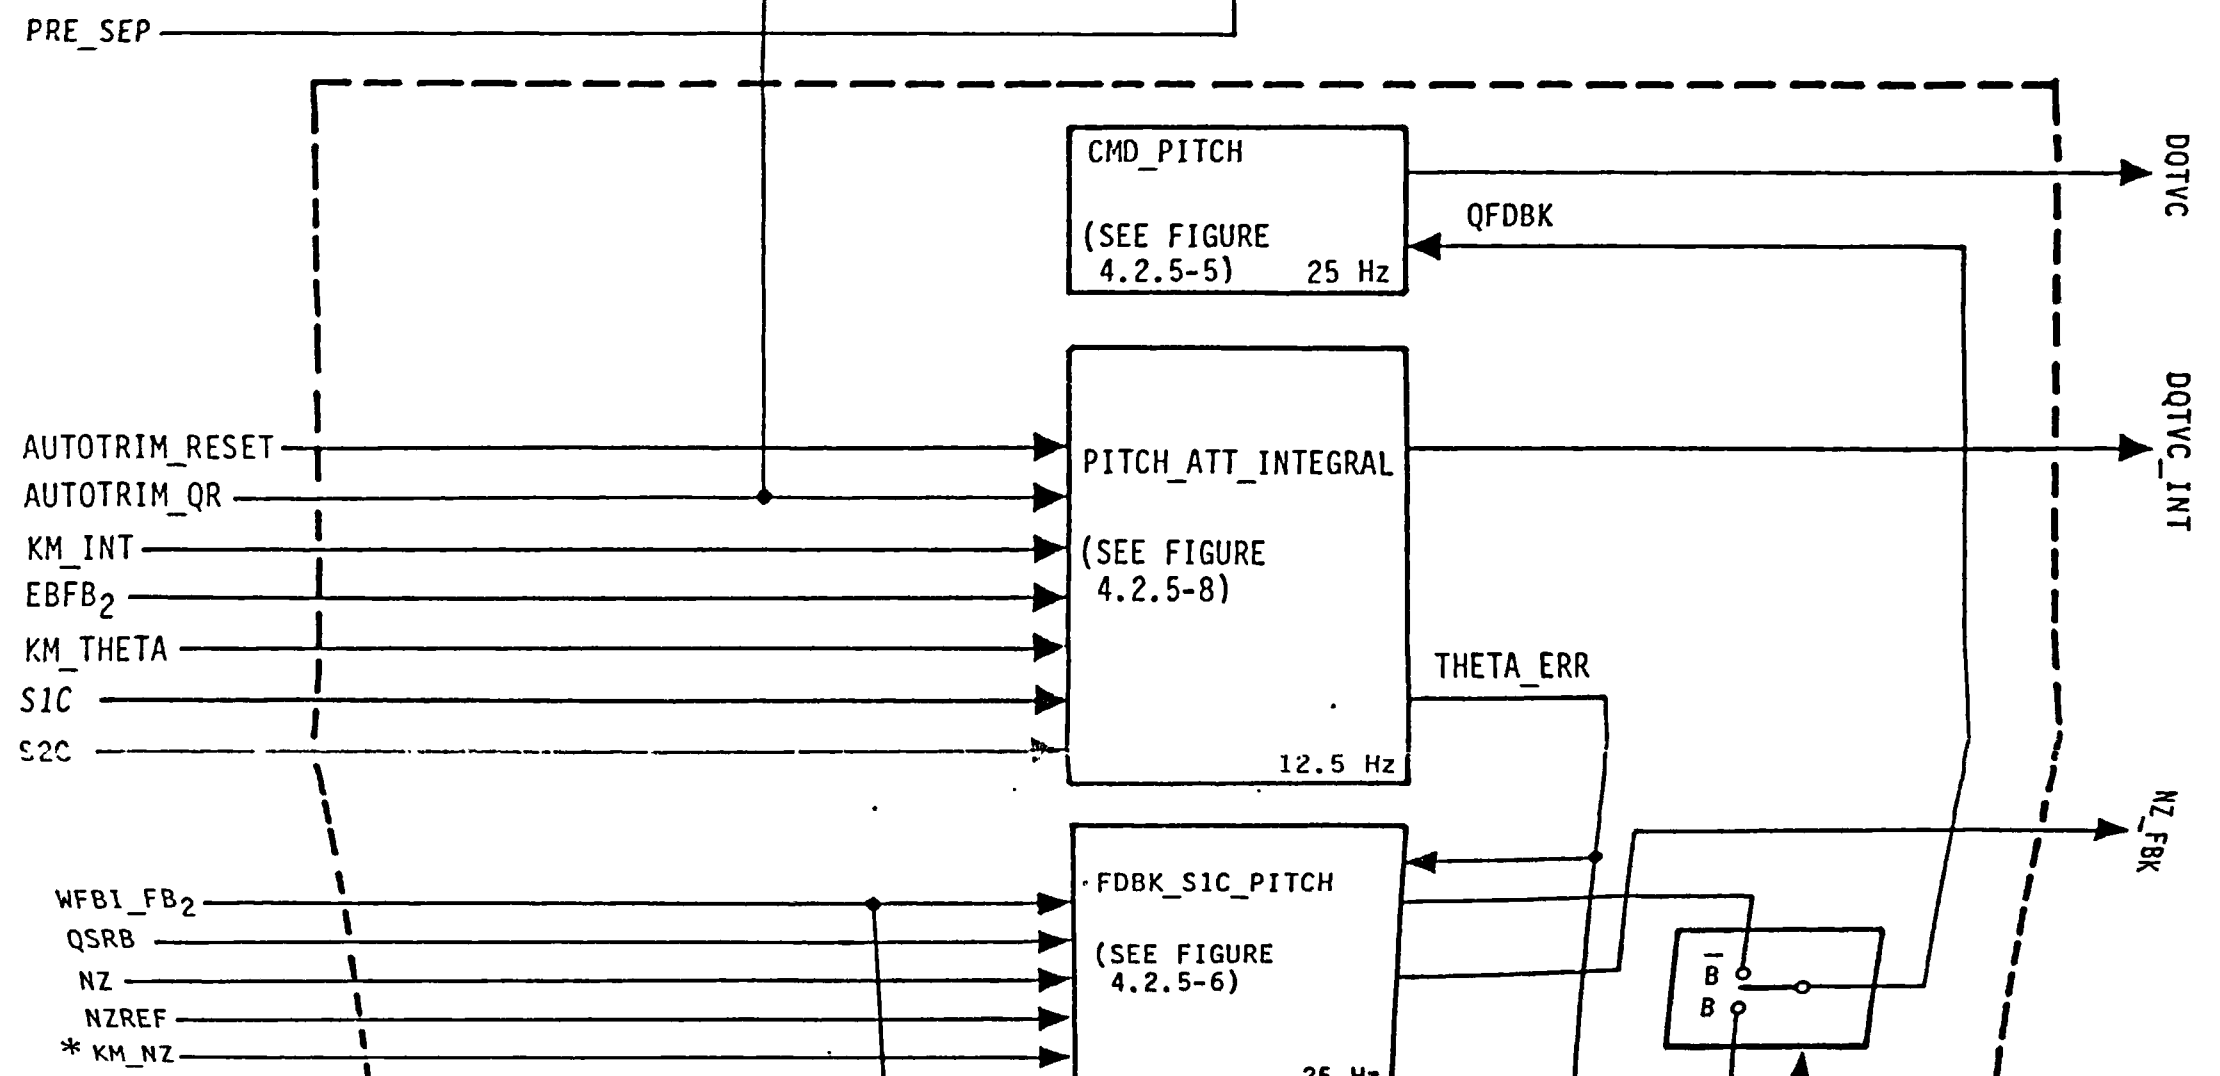 PRE_SEP
CMD_PITCH
(SEE FIGURE
4.2.5-5) 25 Hz
DQTVC
QFDBK
AUTOTRIM_RESET
AUTOTRIM_QR
KM_INT
EBFB2
KM_THETA
S1C
S2C
PITCH_ATT_INTEGRAL
(SEE FIGURE
4.2.5-8)
12.5 Hz
DQTVC_INT
THETA_ERR
NZ_FBK
WFBI_FB2
QSRB
NZ
NZREF
* KM_NZ
FDBK_S1C_PITCH
(SEE FIGURE
4.2.5-6)
25 Hz
B̅
B